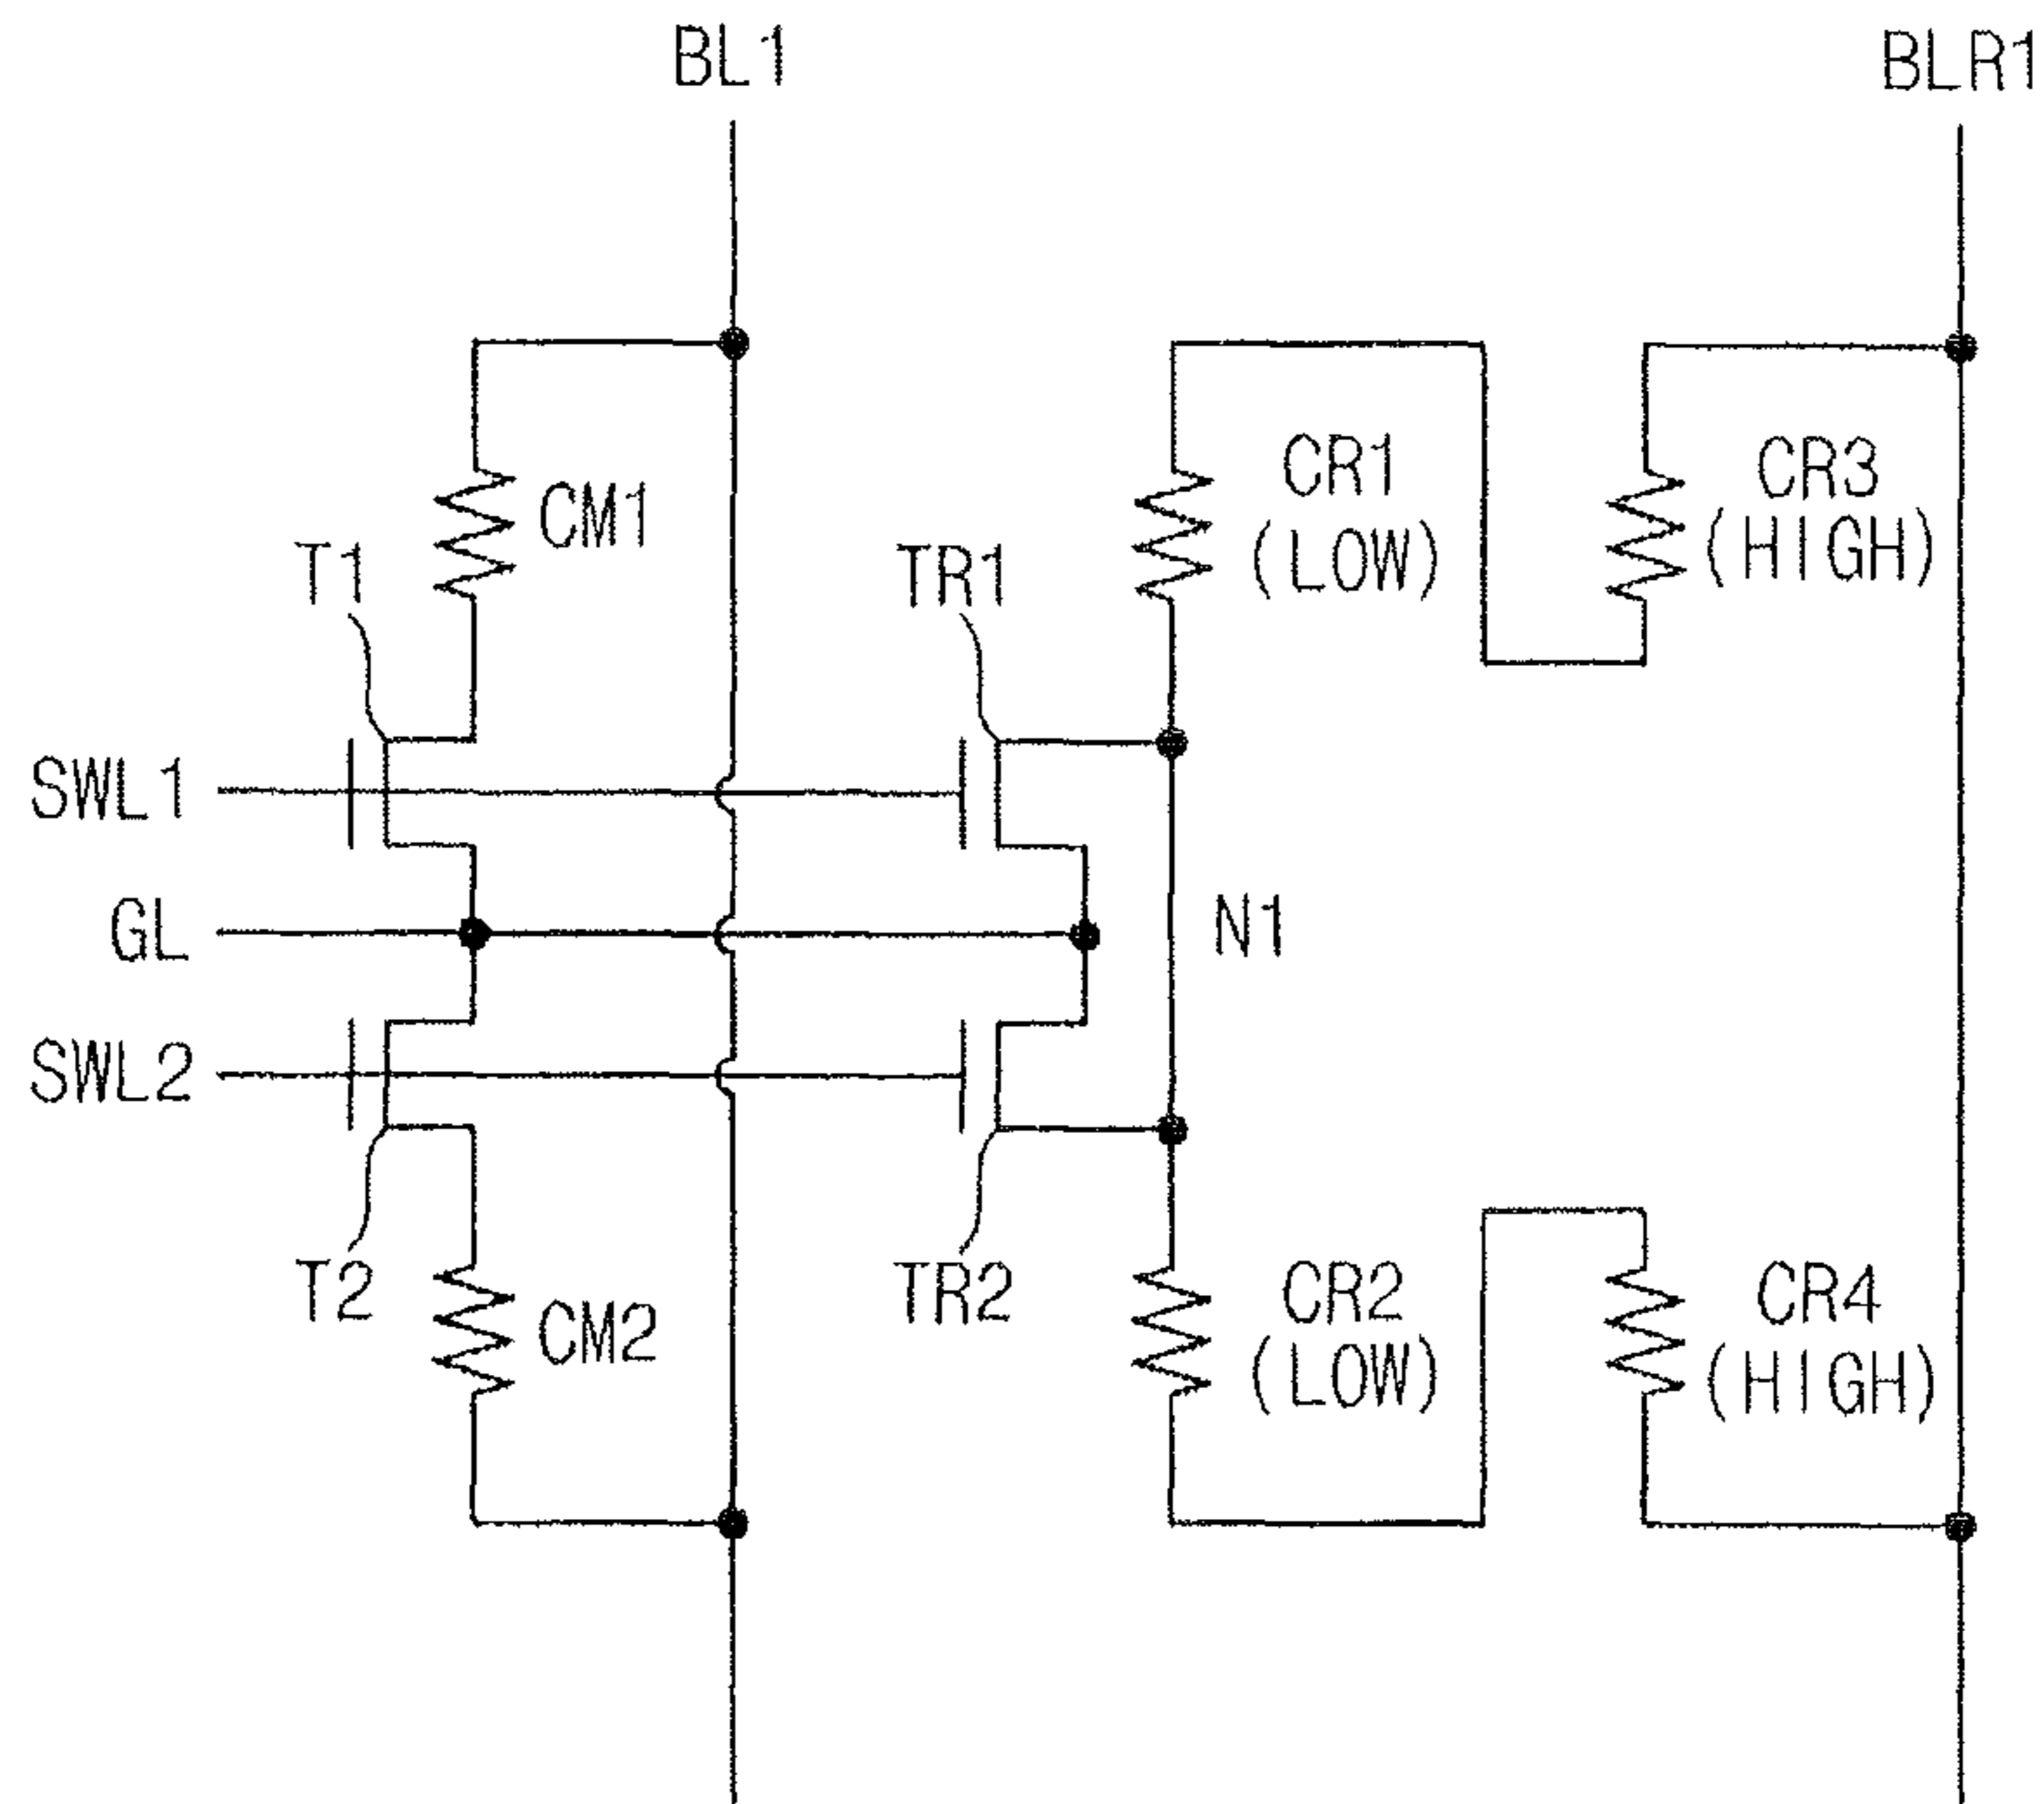 BL1
BLR1
CM1
CR1
(LOW)
CR3
(HIGH)
T1
TR1
SWL1
GL
N1
SWL2
T2
CM2
TR2
CR2
(LOW)
CR4
(HIGH)